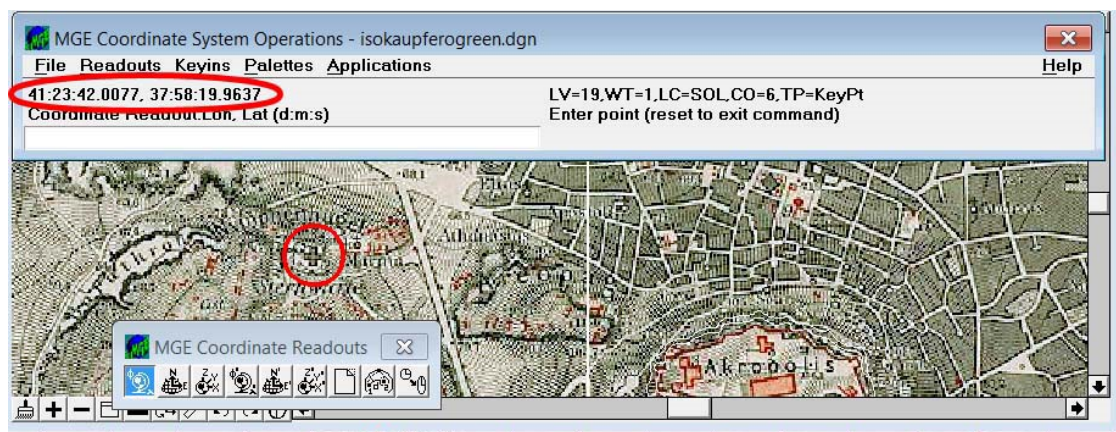 MGE Coordinate System Operations - isokaupferogreen.dgn
File Readouts Keyins Palettes Applications Help
41:23:42.0077, 37:58:19.9637 LV=19,WT=1,LC=SOL,CO=6,TP=KeyPt
Coordinate Readout:Lon, Lat (d:m:s) Enter point (reset to exit command)
Akropolis
MGE Coordinate Readouts